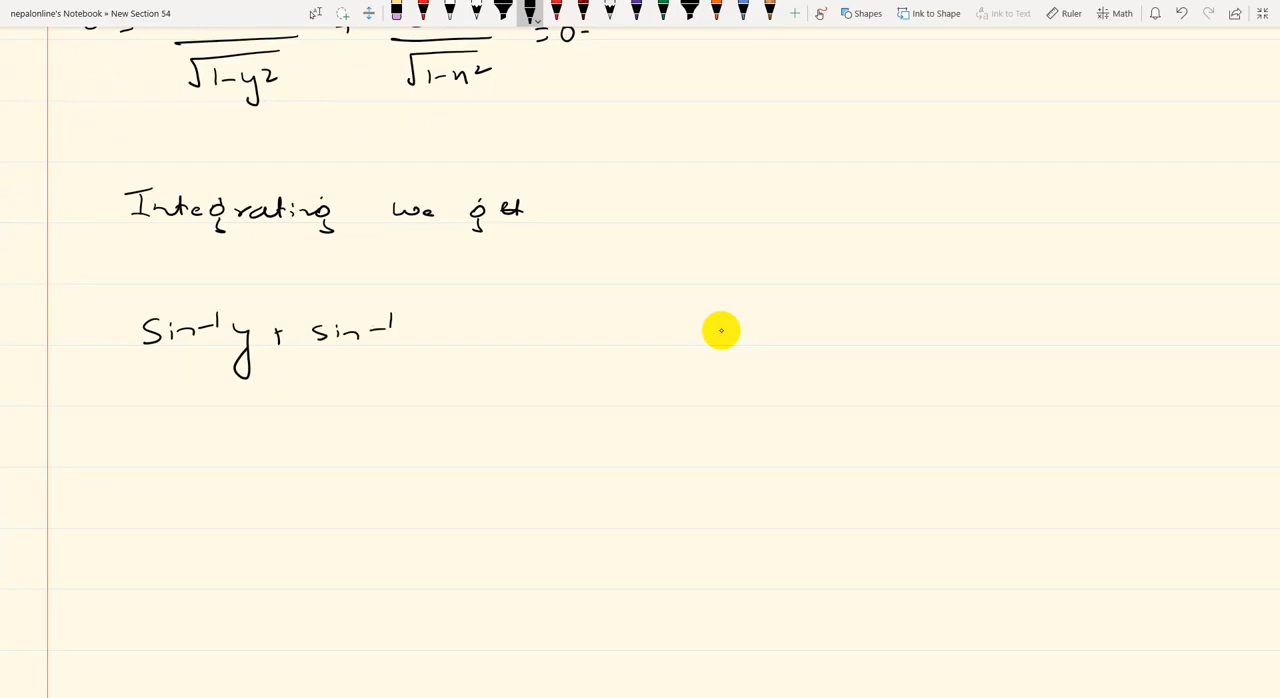 nepalonline's Notebook » New Section 54
Shapes Ink to Shape Ink to Text Ruler Math
√1-y² √1-x² = 0
Integrating we get
Sin⁻¹ y + sin⁻¹